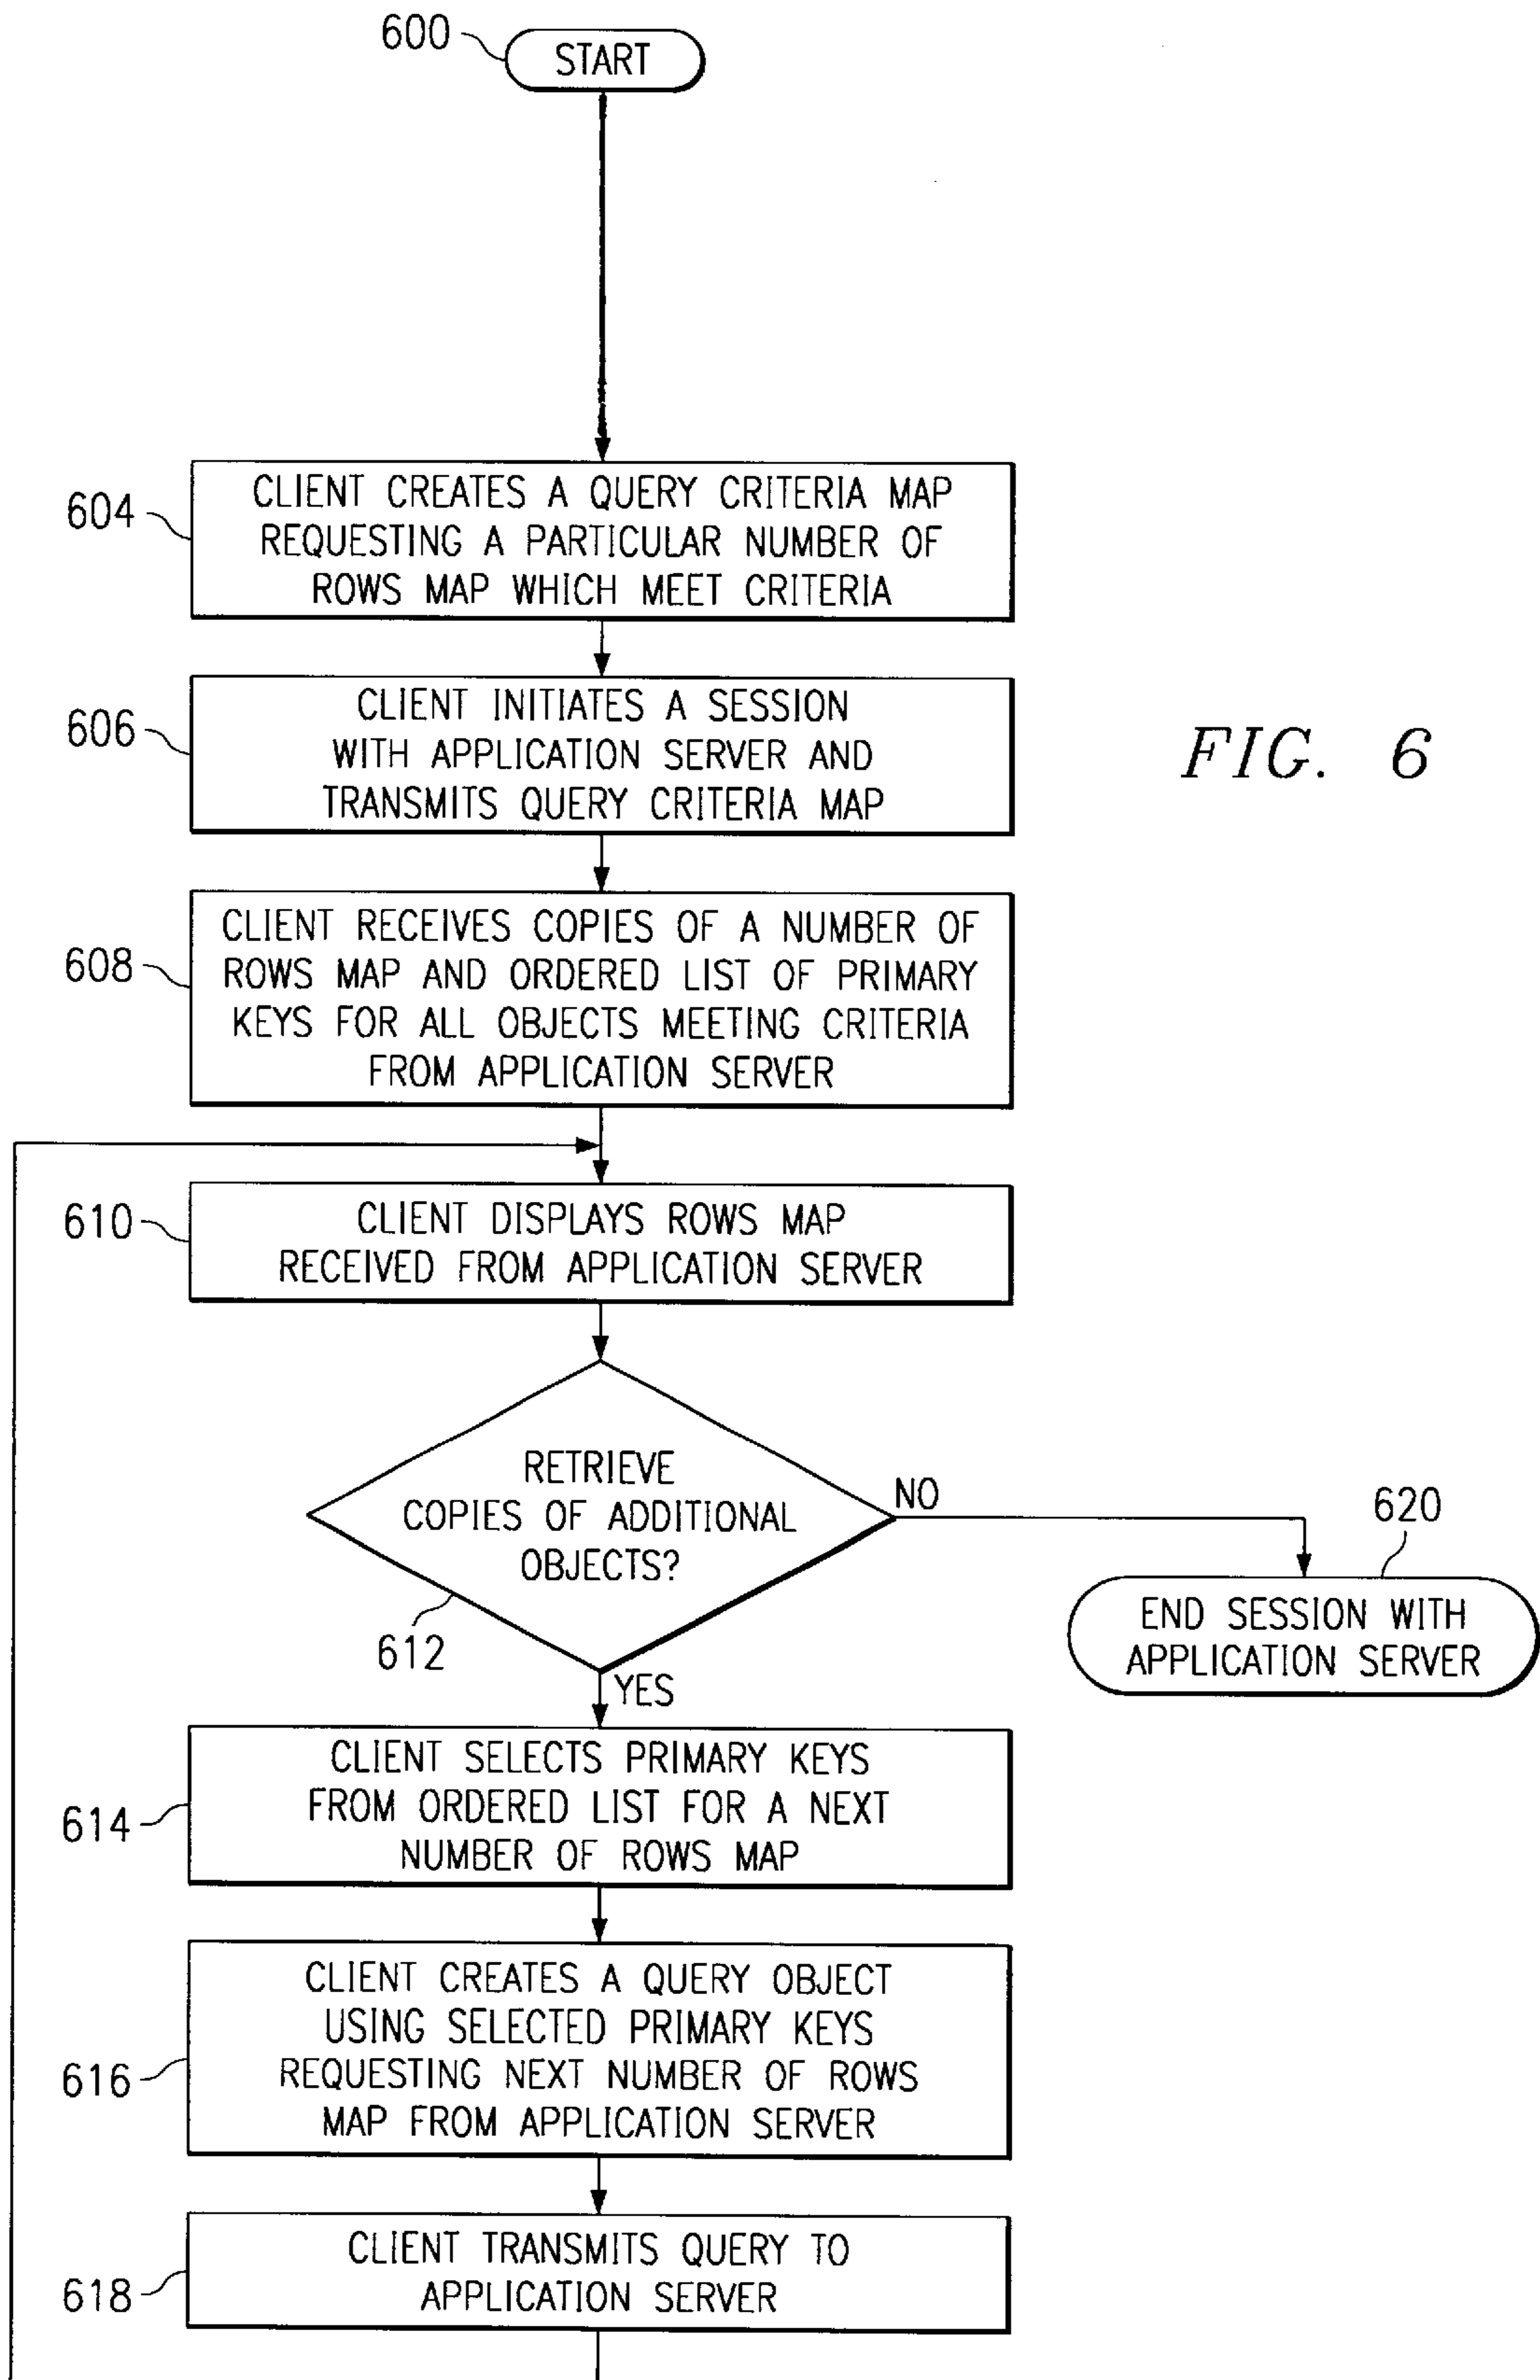 600
START
604
CLIENT CREATES A QUERY CRITERIA MAP
REQUESTING A PARTICULAR NUMBER OF
ROWS MAP WHICH MEET CRITERIA
606
CLIENT INITIATES A SESSION
WITH APPLICATION SERVER AND
TRANSMITS QUERY CRITERIA MAP
FIG. 6
608
CLIENT RECEIVES COPIES OF A NUMBER OF
ROWS MAP AND ORDERED LIST OF PRIMARY
KEYS FOR ALL OBJECTS MEETING CRITERIA
FROM APPLICATION SERVER
610
CLIENT DISPLAYS ROWS MAP
RECEIVED FROM APPLICATION SERVER
RETRIEVE
COPIES OF ADDITIONAL
OBJECTS?
612
NO
620
END SESSION WITH
APPLICATION SERVER
YES
614
CLIENT SELECTS PRIMARY KEYS
FROM ORDERED LIST FOR A NEXT
NUMBER OF ROWS MAP
616
CLIENT CREATES A QUERY OBJECT
USING SELECTED PRIMARY KEYS
REQUESTING NEXT NUMBER OF ROWS
MAP FROM APPLICATION SERVER
618
CLIENT TRANSMITS QUERY TO
APPLICATION SERVER